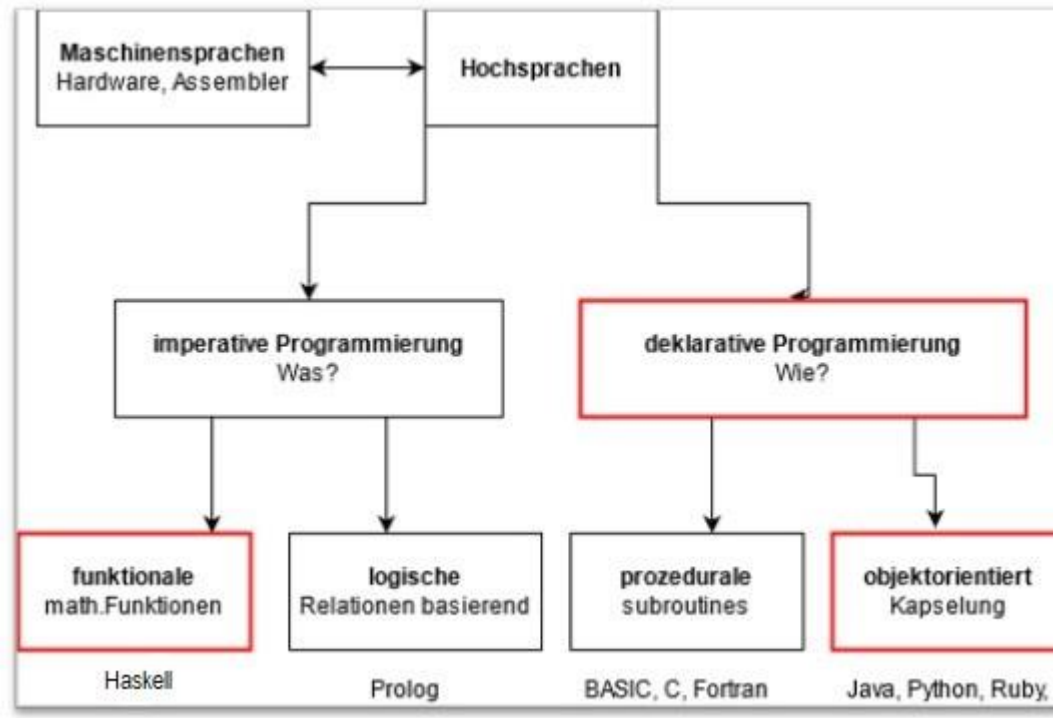 Maschinensprachen
Hardware, Assembler
Hochsprachen
imperative Programmierung
Was?
deklarative Programmierung
Wie?
funktionale
math.Funktionen
logische
Relationen basierend
prozedurale
subroutines
objektorientiert
Kapselung
Haskell
Prolog
BASIC, C, Fortran
Java, Python, Ruby,